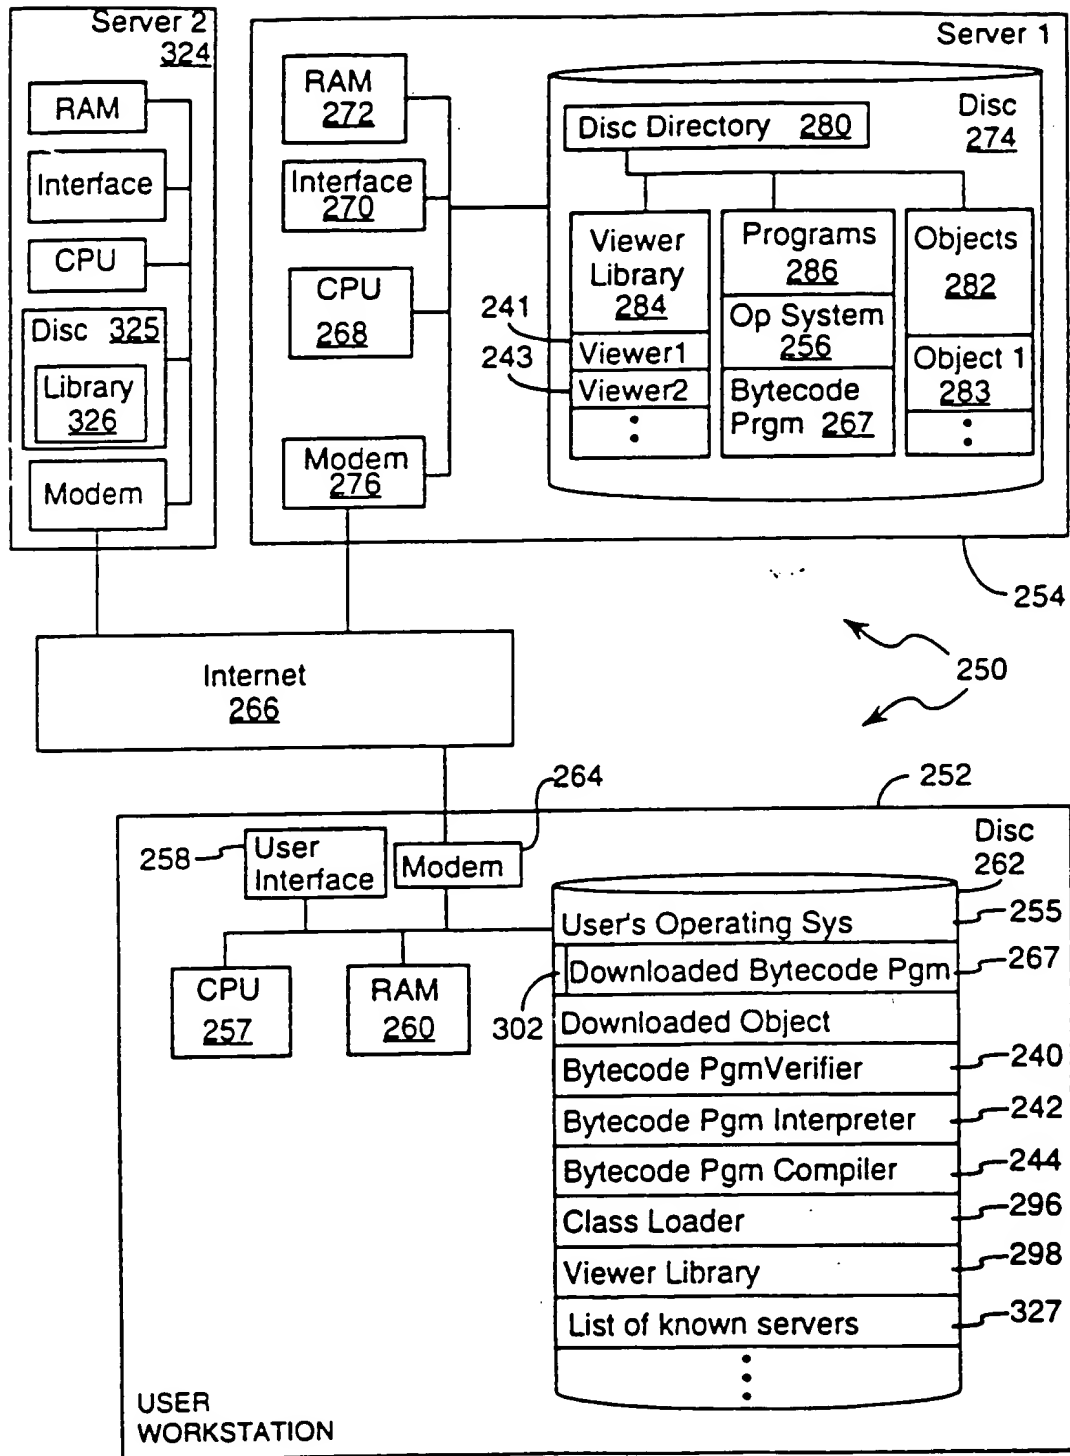 Server 2
324
RAM
Interface
CPU
Disc 325
Library
326
Modem
Server 1
RAM
272
Interface
270
CPU
268
Modem
276
Disc
274
Disc Directory 280
Viewer
Library
284
Viewer1
Viewer2
241
243
Programs
286
Op System
256
Bytecode
Prgm 267
Objects
282
Object 1
283
254
250
Internet
266
264
252
258
User
Interface
Modem
Disc
262
CPU
257
RAM
260
User's Operating Sys
255
302
Downloaded Bytecode Pgm
267
Downloaded Object
Bytecode PgmVerifier
240
Bytecode Pgm Interpreter
242
Bytecode Pgm Compiler
244
Class Loader
296
Viewer Library
298
List of known servers
327
USER
WORKSTATION